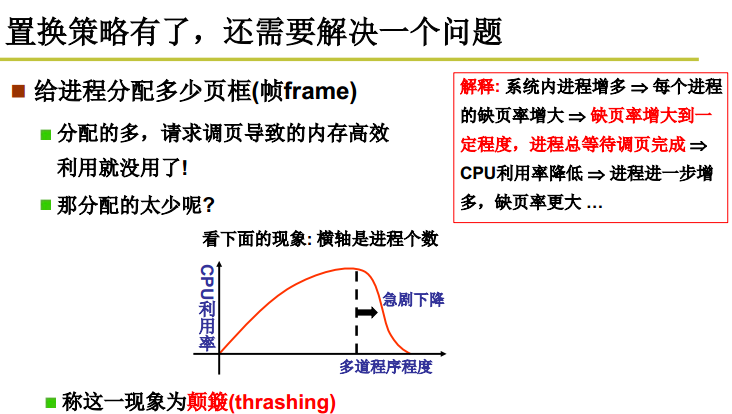 置换策略有了，还需要解决一个问题
给进程分配多少页框(帧frame)
分配的多，请求调页导致的内存高效
利用就没用了!
那分配的太少呢?
解释: 系统内进程增多 ⇒ 每个进程
的缺页率增大 ⇒ 缺页率增大到一
定程度，进程总等待调页完成 ⇒
CPU利用率降低 ⇒ 进程进一步增
多，缺页率更大 …
看下面的现象: 横轴是进程个数
CPU利用率
急剧下降
多道程序程度
称这一现象为颠簸(thrashing)